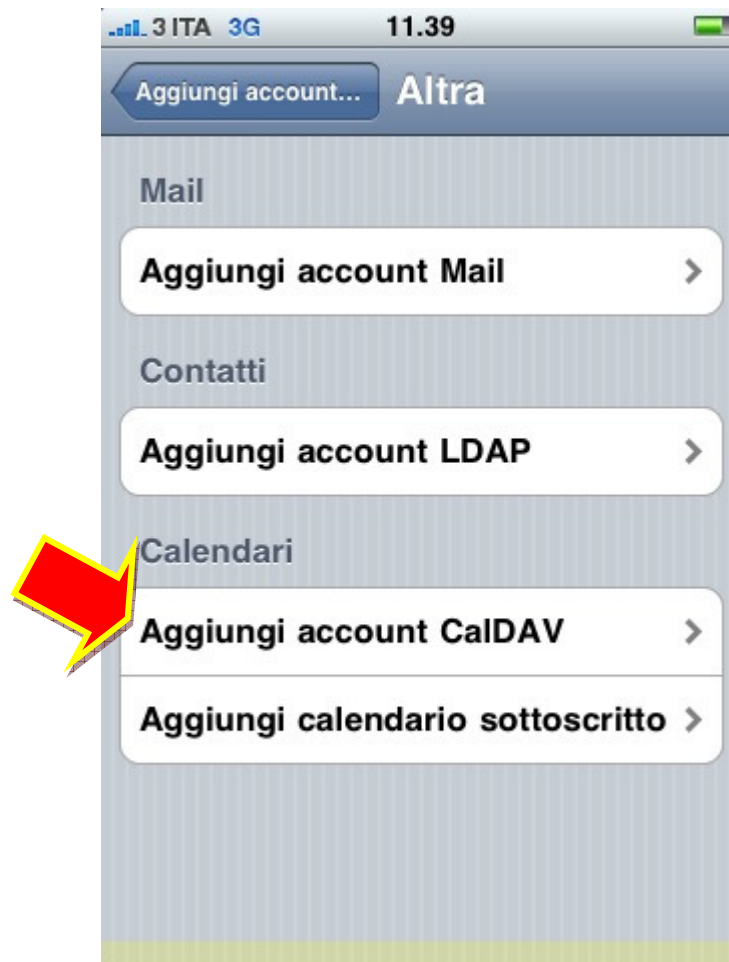 3 ITA 3G 11.39
Aggiungi account... Altra
Mail
Aggiungi account Mail
Contatti
Aggiungi account LDAP
Calendari
Aggiungi account CalDAV
Aggiungi calendario sottoscritto